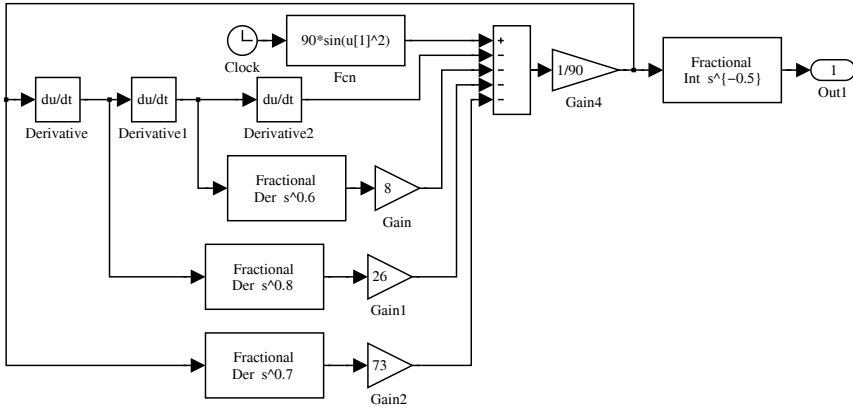 90*sin(u[1]^2)
Clock
Fcn
+
−
−
−
−
1/90
Gain4
Fractional
Int s^{−0.5}
1
Out1
du/dt
Derivative
du/dt
Derivative1
du/dt
Derivative2
Fractional
Der s^0.6
8
Gain
Fractional
Der s^0.8
26
Gain1
Fractional
Der s^0.7
73
Gain2